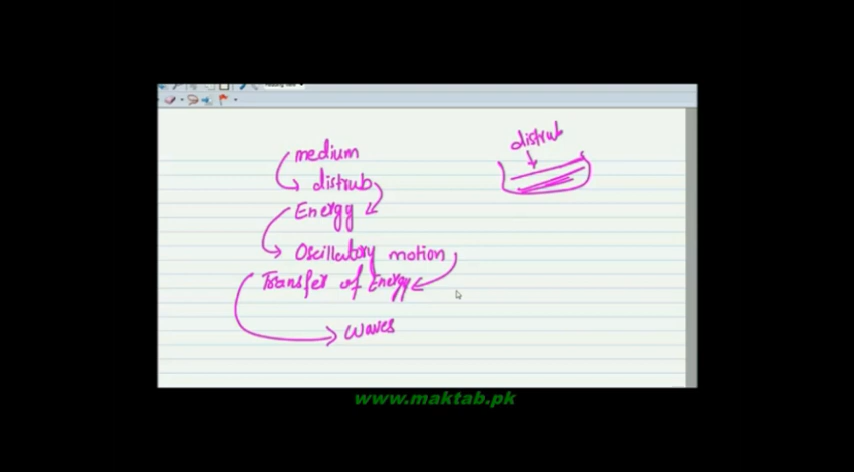 medium
distrub
Energy
Oscillatory motion
Transfer of Energy
waves
distrub
www.maktab.pk